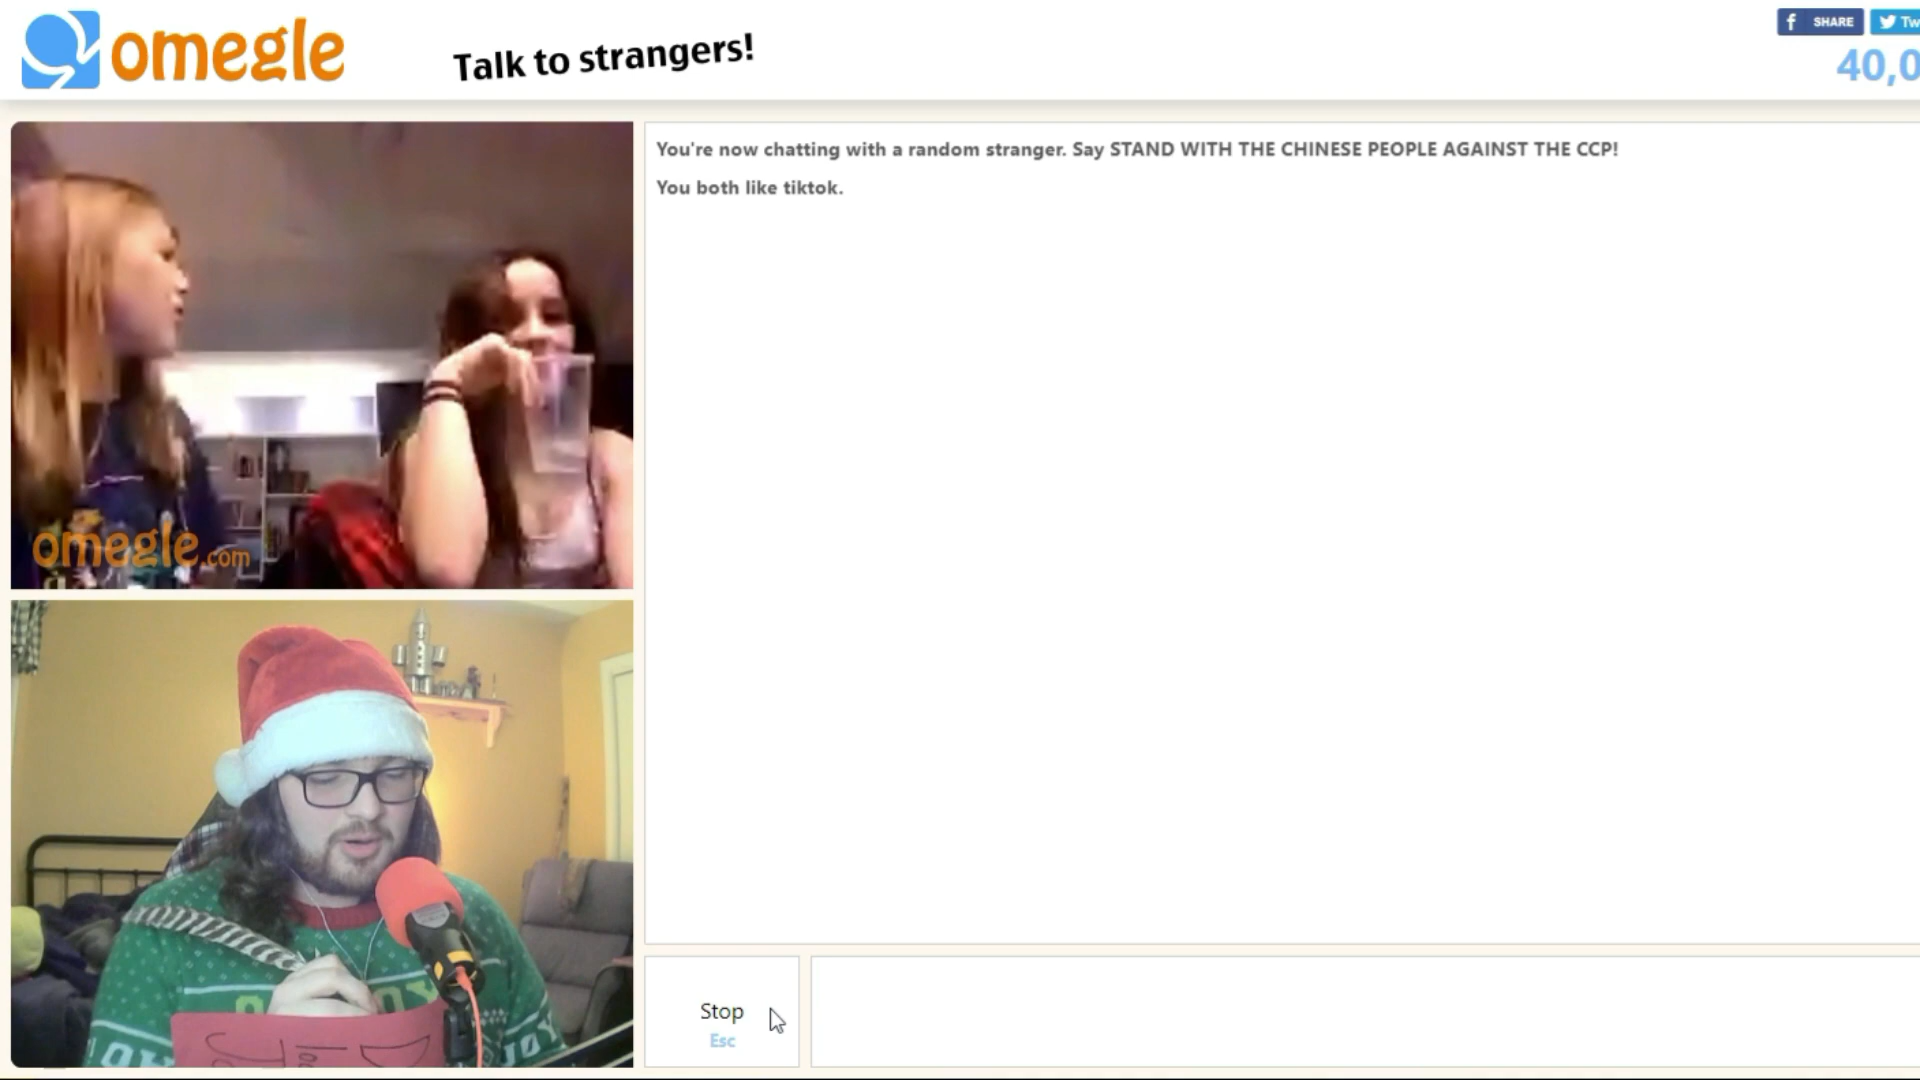 omegle
Talk to strangers!
SHARE
Tw
40,0
You're now chatting with a random stranger. Say STAND WITH THE CHINESE PEOPLE AGAINST THE CCP!
You both like tiktok.
omegle.com
Stop
Esc